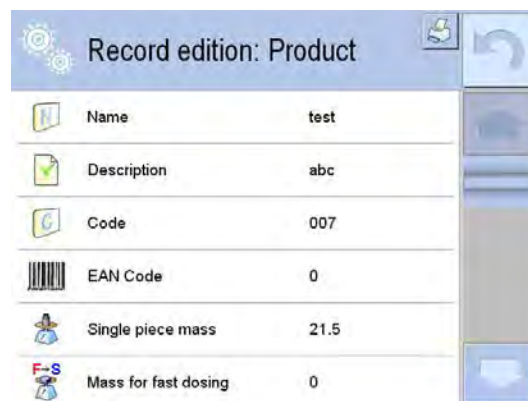 Record edition: Product
N Name test
Description abc
C Code 007
EAN Code 0
Single piece mass 21.5
F→S Mass for fast dosing 0